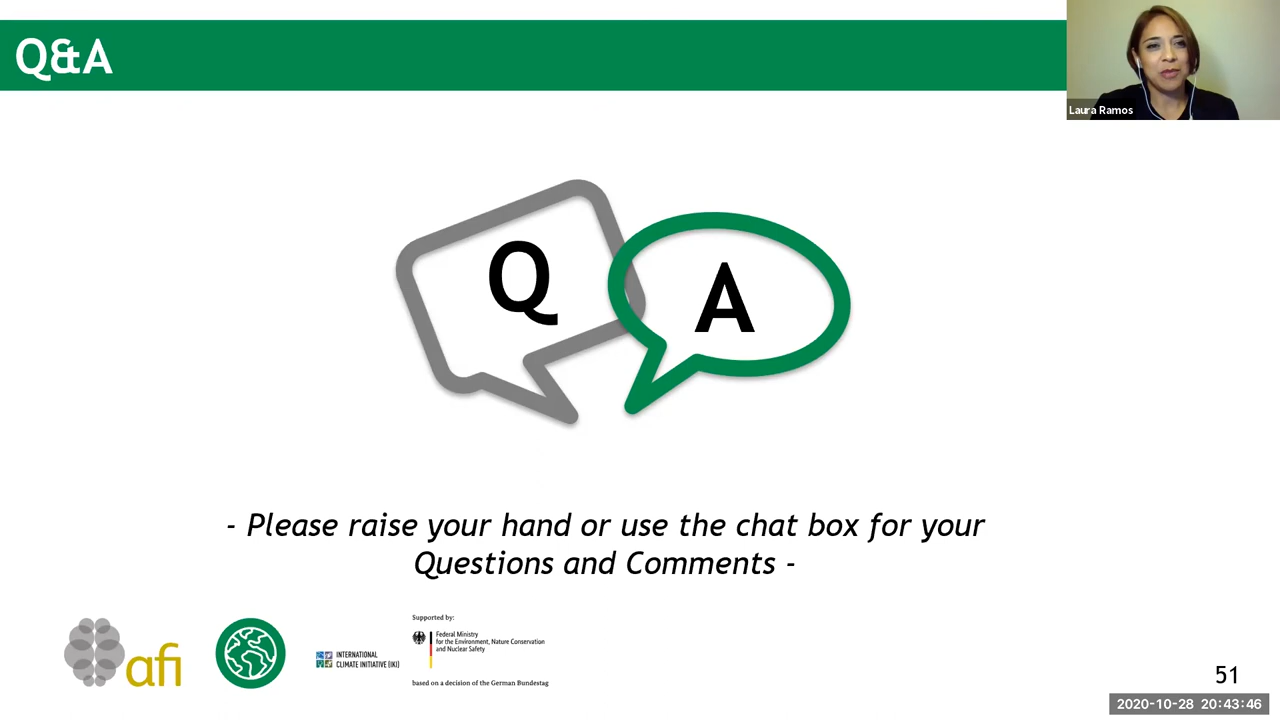 Q&A
Laura Ramos
Q
A
- Please raise your hand or use the chat box for your
Questions and Comments -
afi
INTERNATIONAL
CLIMATE INITIATIVE (IKI)
Supported by:
Federal Ministry
for the Environment, Nature Conservation
and Nuclear Safety
based on a decision of the German Bundestag
51
2020-10-28 20:43:46